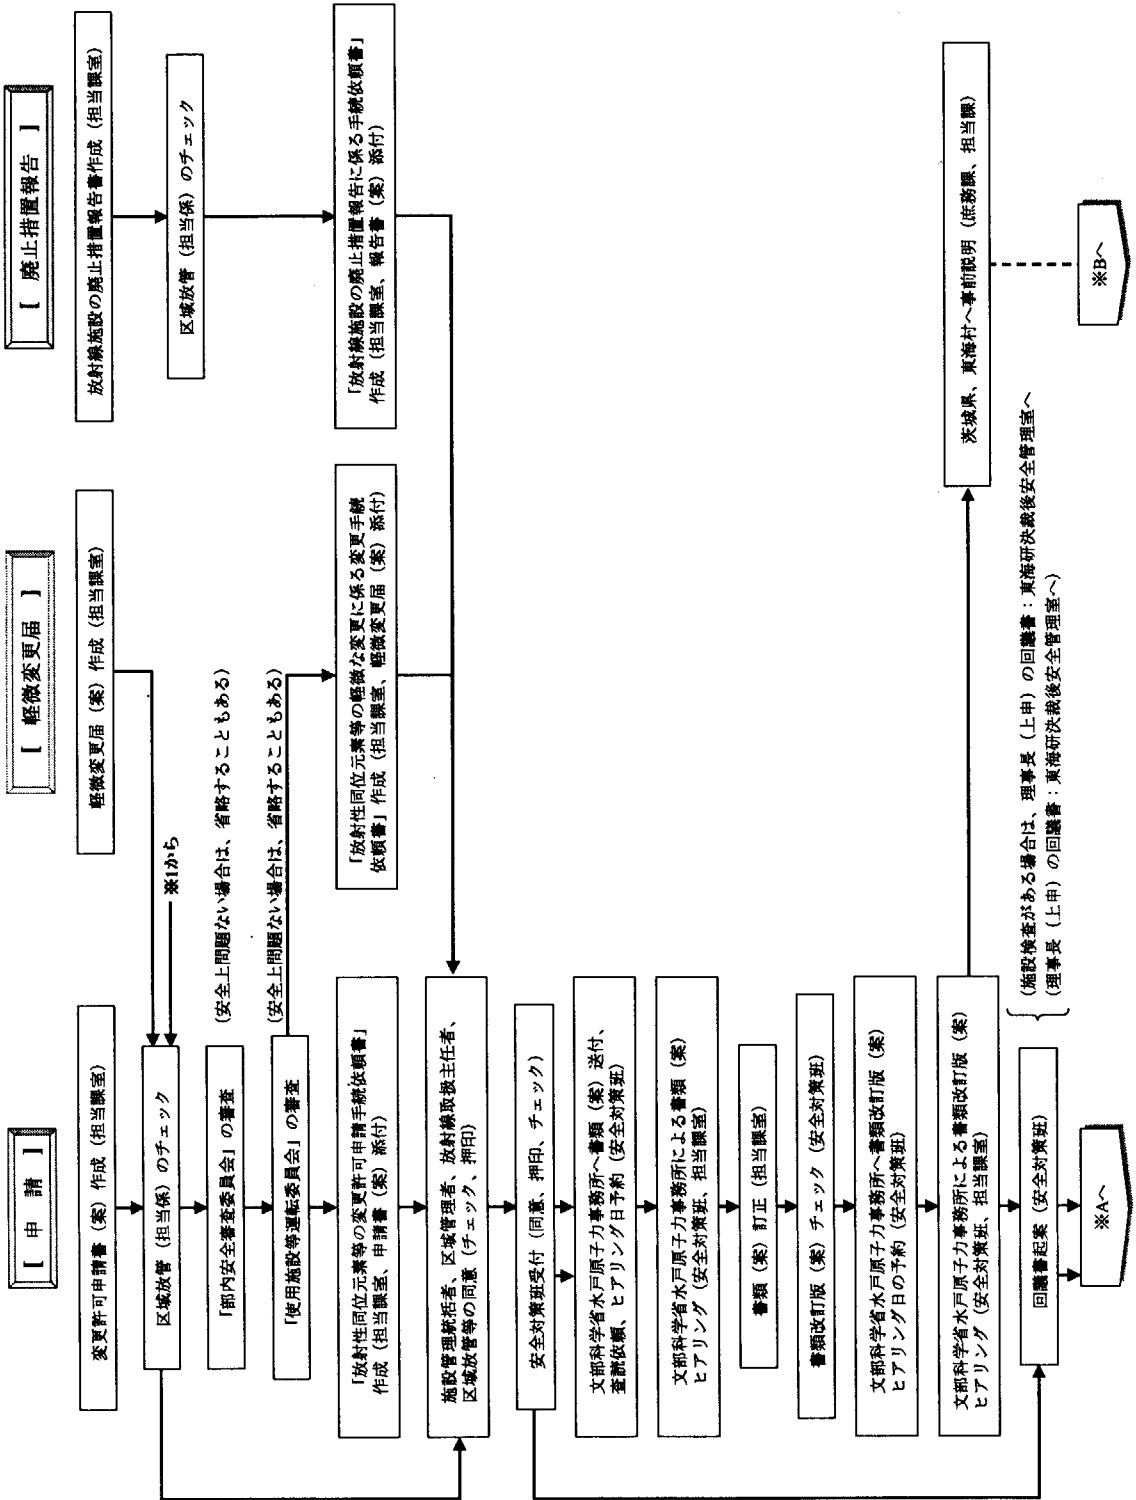 [ 申 請 ]
変更許可申請書（案）作成（担当課室）
区域放管（担当係）のチェック
※1から
「部内安全審査委員会」の審査
（安全上問題ない場合は、省略することもある）
「使用施設等運転委員会」の審査
（安全上問題ない場合は、省略することもある）
「放射性同位元素等の変更許可申請手続依頼書」
作成（担当課室、申請書（案）添付）
施設管理統括者、区域管理者、放射線取扱主任者、
区域放管等の同意（チェック、押印）
安全対策班受付（同意、押印、チェック）
文部科学省水戸原子力事務所へ書類（案）送付、
査読依頼、ヒアリング日予約（安全対策班）
文部科学省水戸原子力事務所による書類（案）
ヒアリング（安全対策班、担当課室）
書類（案）訂正（担当課室）
書類改訂版（案）チェック（安全対策班）
文部科学省水戸原子力事務所へ書類改訂版（案）
ヒアリング日の予約（安全対策班）
文部科学省水戸原子力事務所による書類改訂版（案）
ヒアリング（安全対策班、担当課室）
回議書起案（安全対策班）
（施設検査がある場合は、理事長（上申）の回議書：東海研決裁後安全管理室へ
（理事長（上申）の回議書：東海研決裁後安全管理室へ）
※Aへ
[ 軽微変更届 ]
軽微変更届（案）作成（担当課室）
「放射性同位元素等の軽微な変更に係る変更手続
依頼書」作成（担当課室、軽微変更届（案）添付）
[ 廃止措置報告 ]
放射線施設の廃止措置報告書作成（担当課室）
区域放管（担当係）のチェック
「放射線施設の廃止措置報告に係る手続依頼書」
作成（担当課室、報告書（案）添付）
茨城県、東海村へ事前説明（庶務課、担当課）
※Bへ